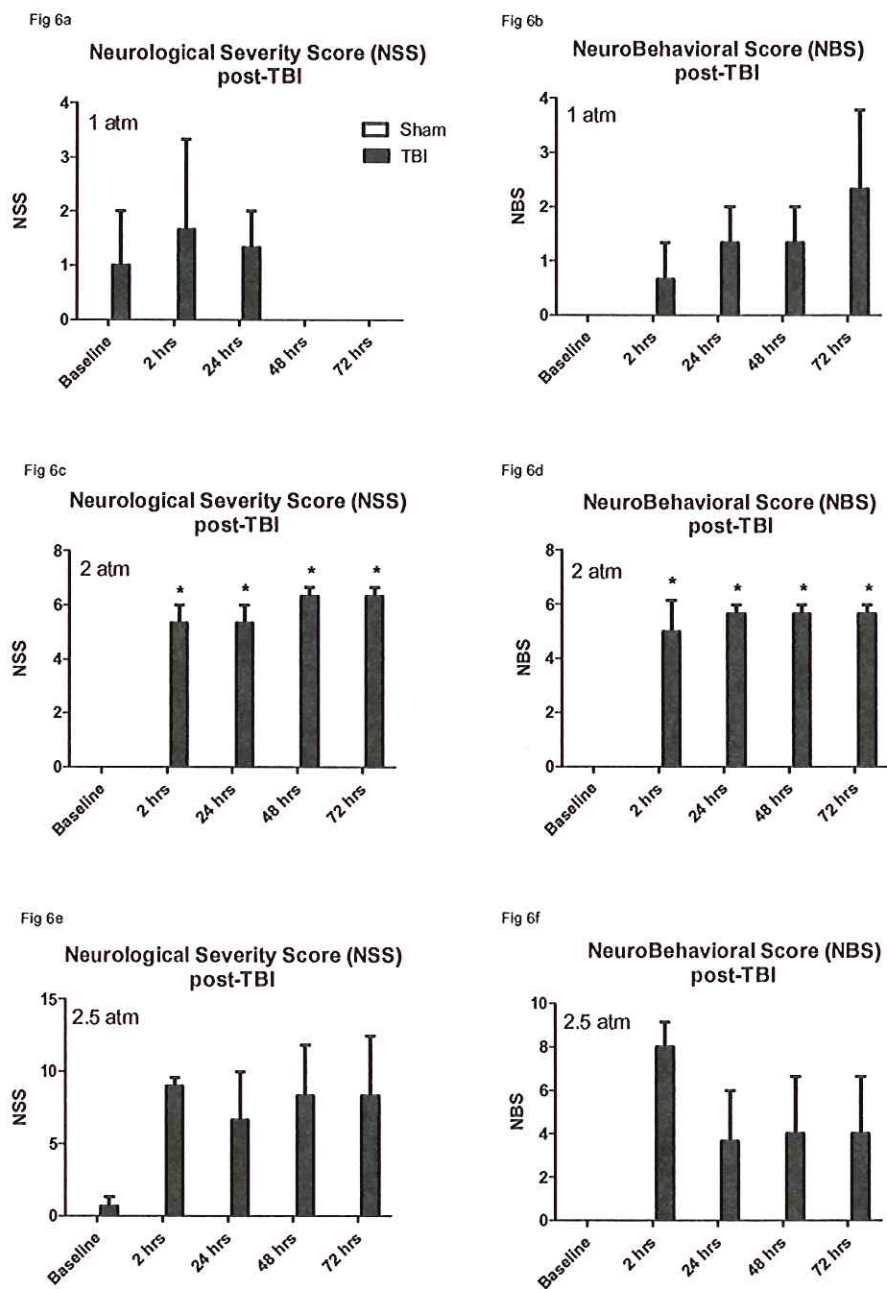 Fig 6a
Neurological Severity Score (NSS)
post-TBI
1 atm
Sham
TBI
NSS
4
3
2
1
0
Baseline
2 hrs
24 hrs
48 hrs
72 hrs
Fig 6b
NeuroBehavioral Score (NBS)
post-TBI
1 atm
NBS
4
3
2
1
0
Baseline
2 hrs
24 hrs
48 hrs
72 hrs
Fig 6c
Neurological Severity Score (NSS)
post-TBI
2 atm
* * * *
NSS
8
6
4
2
0
Baseline
2 hrs
24 hrs
48 hrs
72 hrs
Fig 6d
NeuroBehavioral Score (NBS)
post-TBI
2 atm
* * * *
NBS
8
6
4
2
0
Baseline
2 hrs
24 hrs
48 hrs
72 hrs
Fig 6e
Neurological Severity Score (NSS)
post-TBI
2.5 atm
NSS
15
10
5
0
Baseline
2 hrs
24 hrs
48 hrs
72 hrs
Fig 6f
NeuroBehavioral Score (NBS)
post-TBI
2.5 atm
NBS
10
8
6
4
2
0
Baseline
2 hrs
24 hrs
48 hrs
72 hrs